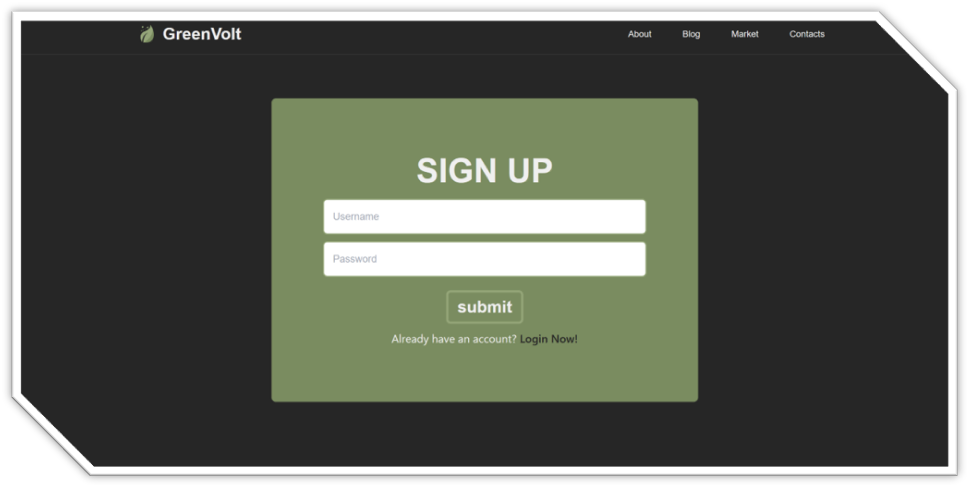 GreenVolt About Blog Market Contacts
SIGN UP
Username
Password
submit
Already have an account? Login Now!